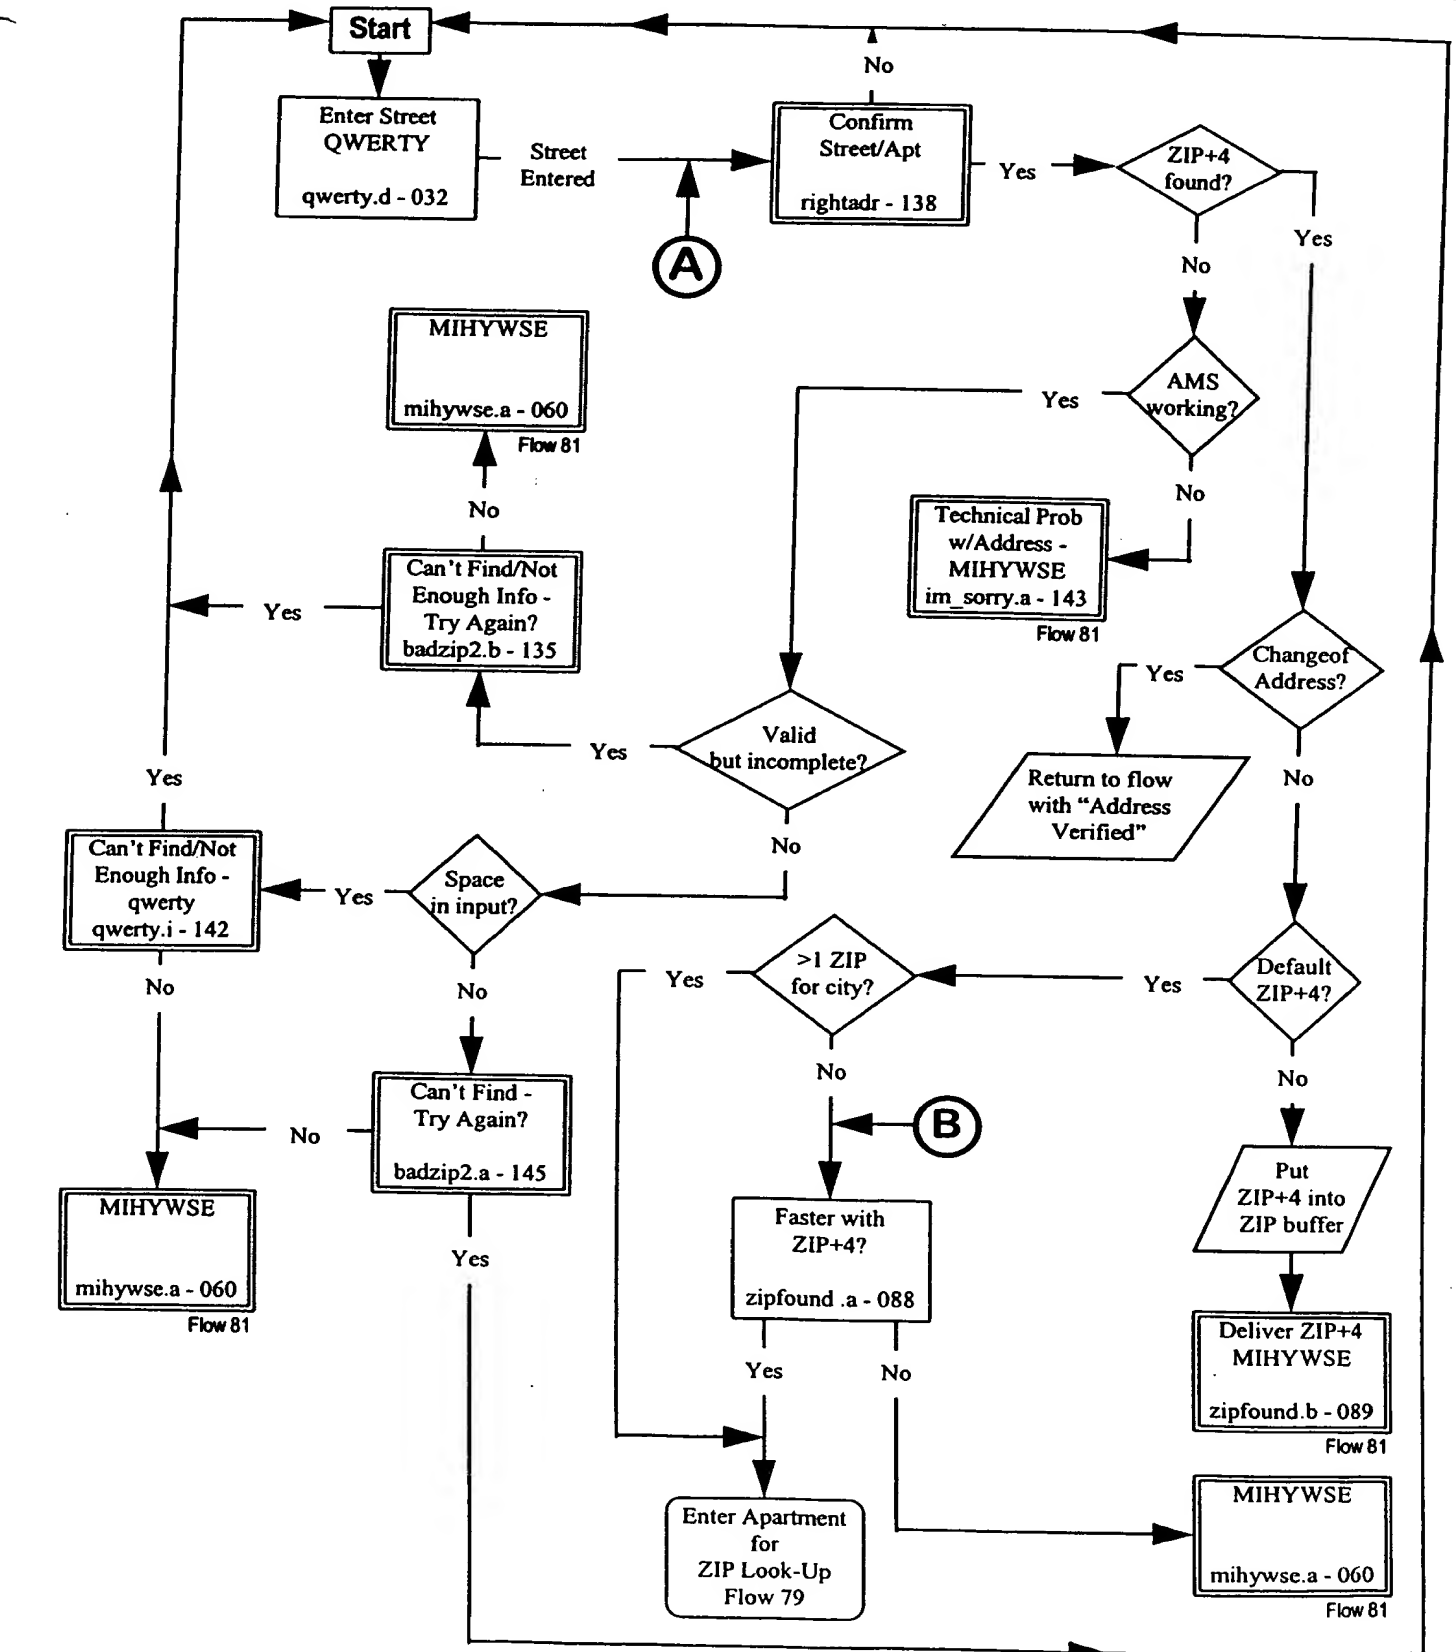 Start
No
Enter Street
QWERTY
qwerty.d - 032
Street
Entered
Confirm
Street/Apt
rightadr - 138
Yes
ZIP+4
found?
Yes
No
A
MIHYWSE
mihywse.a - 060
Flow 81
AMS
working?
Yes
No
No
Technical Prob
w/Address -
MIHYWSE
im_sorry.a - 143
Flow 81
Can't Find/Not
Enough Info -
Try Again?
badzip2.b - 135
Yes
Changeof
Address?
Yes
No
Valid
but incomplete?
Yes
No
Return to flow
with "Address
Verified"
Yes
Can't Find/Not
Enough Info -
qwerty
qwerty.i - 142
Yes
Space
in input?
No
No
>1 ZIP
for city?
Yes
No
Yes
Default
ZIP+4?
No
Can't Find -
Try Again?
badzip2.a - 145
No
Yes
B
MIHYWSE
mihywse.a - 060
Flow 81
Faster with
ZIP+4?
zipfound .a - 088
Yes
No
Put
ZIP+4 into
ZIP buffer
Deliver ZIP+4
MIHYWSE
zipfound.b - 089
Flow 81
Enter Apartment
for
ZIP Look-Up
Flow 79
MIHYWSE
mihywse.a - 060
Flow 81